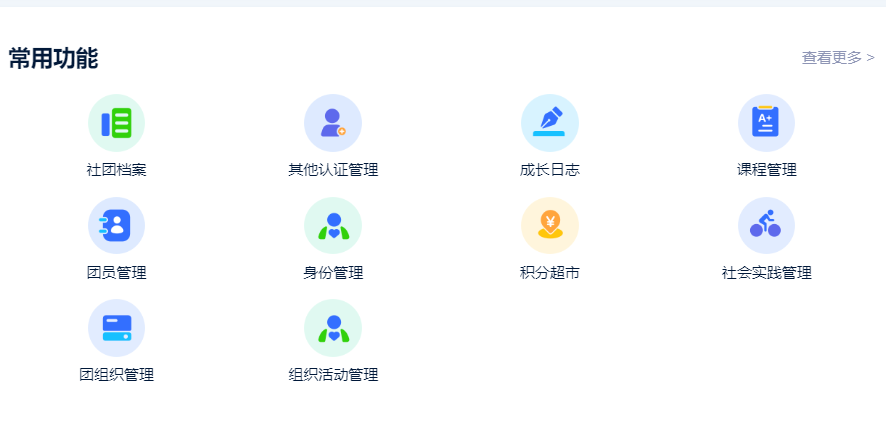 常用功能
查看更多 >
社团档案
其他认证管理
成长日志
A+
课程管理
团员管理
身份管理
¥
积分超市
社会实践管理
团组织管理
组织活动管理